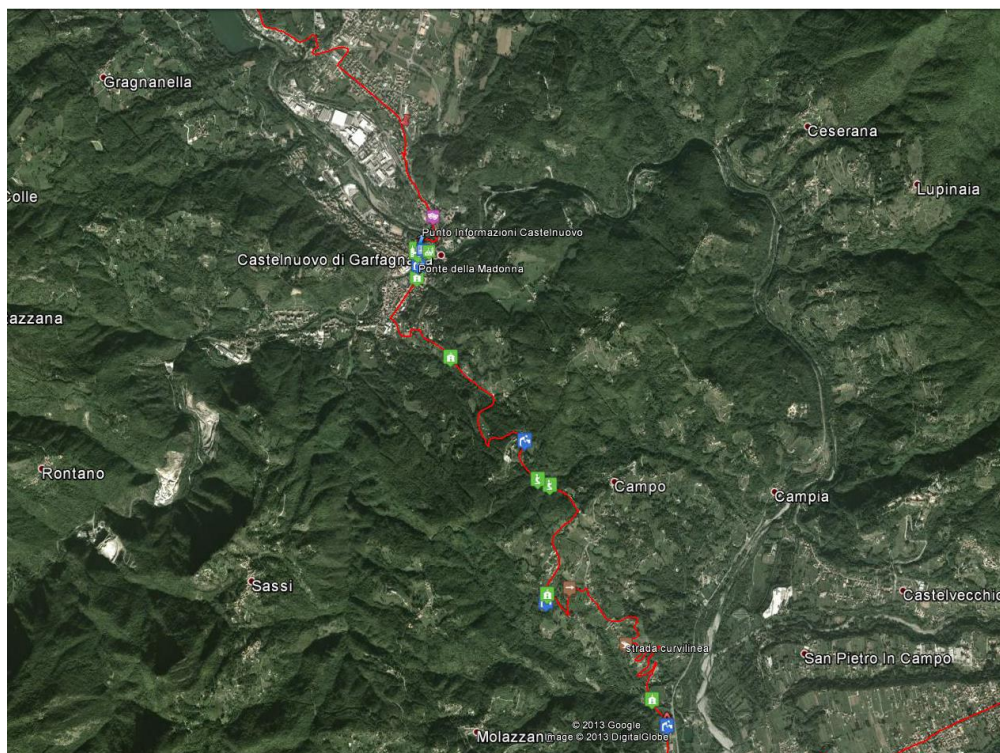 Gragnanella
Ceserana
Lupinaia
Colle
Punto Informazioni Castelnuovo
Castelnuovo di Garfagna
Ponte della Madonna
azzana
Rontano
Campo
Campia
Sassi
Castelvecchio
strada curvilinea
San Pietro In Campo
© 2013 Google
Molazzan
Image © 2013 DigitalGlobe